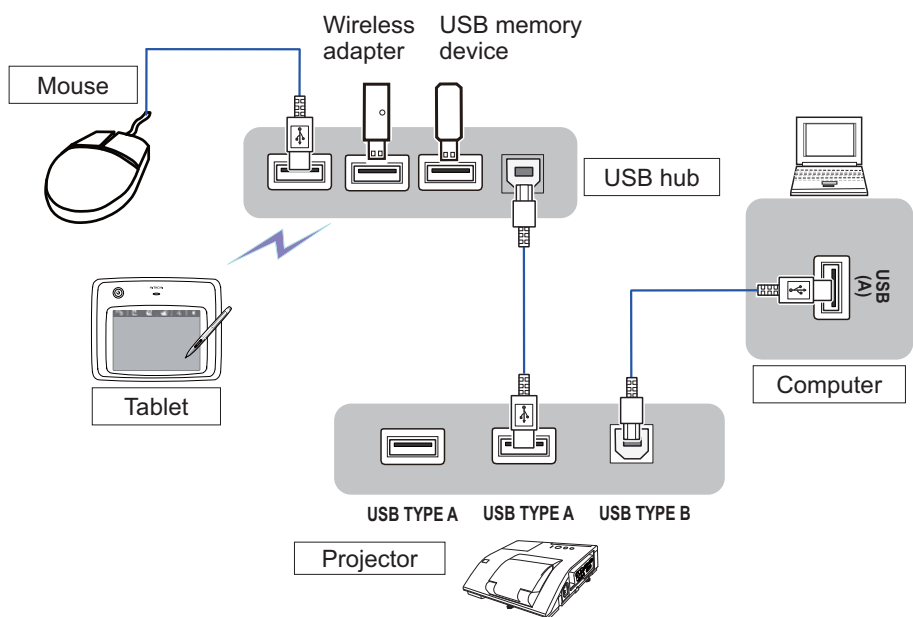 Wireless
adapter
USB memory
device
Mouse
USB hub
USB
(A)
Computer
Tablet
USB TYPE A
USB TYPE A
USB TYPE B
Projector